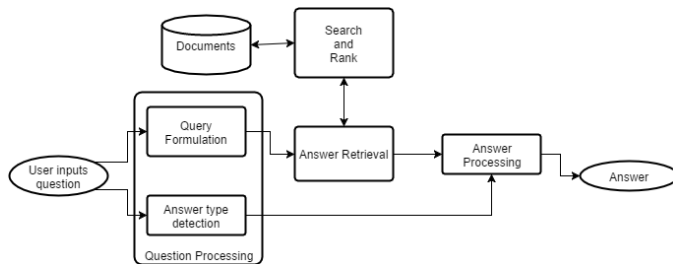 Documents
Search
and
Rank
Query
Formulation
Answer Retrieval
Answer
Processing
User inputs
question
Answer
Answer type
detection
Question Processing